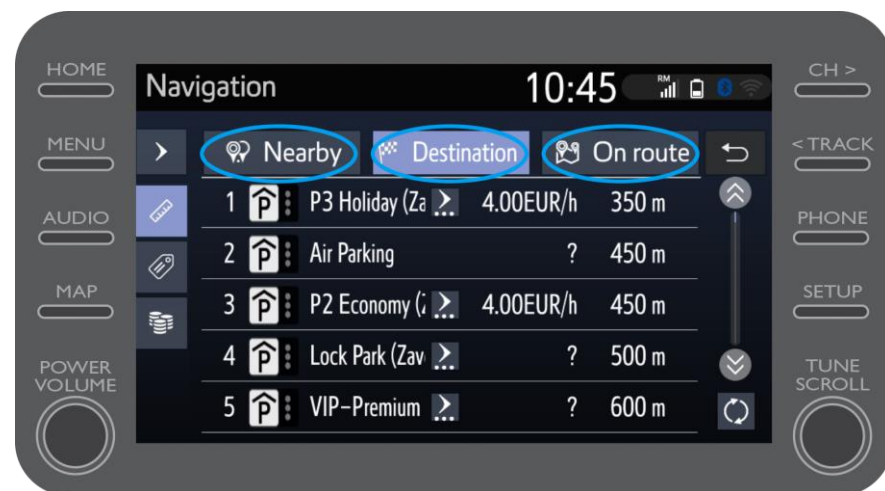 HOME
MENU
AUDIO
MAP
POWER
VOLUME
Navigation
10:45
RM
Nearby
Destination
On route
1 P P3 Holiday (Za 4.00EUR/h 350 m
2 P Air Parking ? 450 m
3 P P2 Economy (Z 4.00EUR/h 450 m
4 P Lock Park (Zav ? 500 m
5 P VIP-Premium ? 600 m
CH >
< TRACK
PHONE
SETUP
TUNE
SCROLL